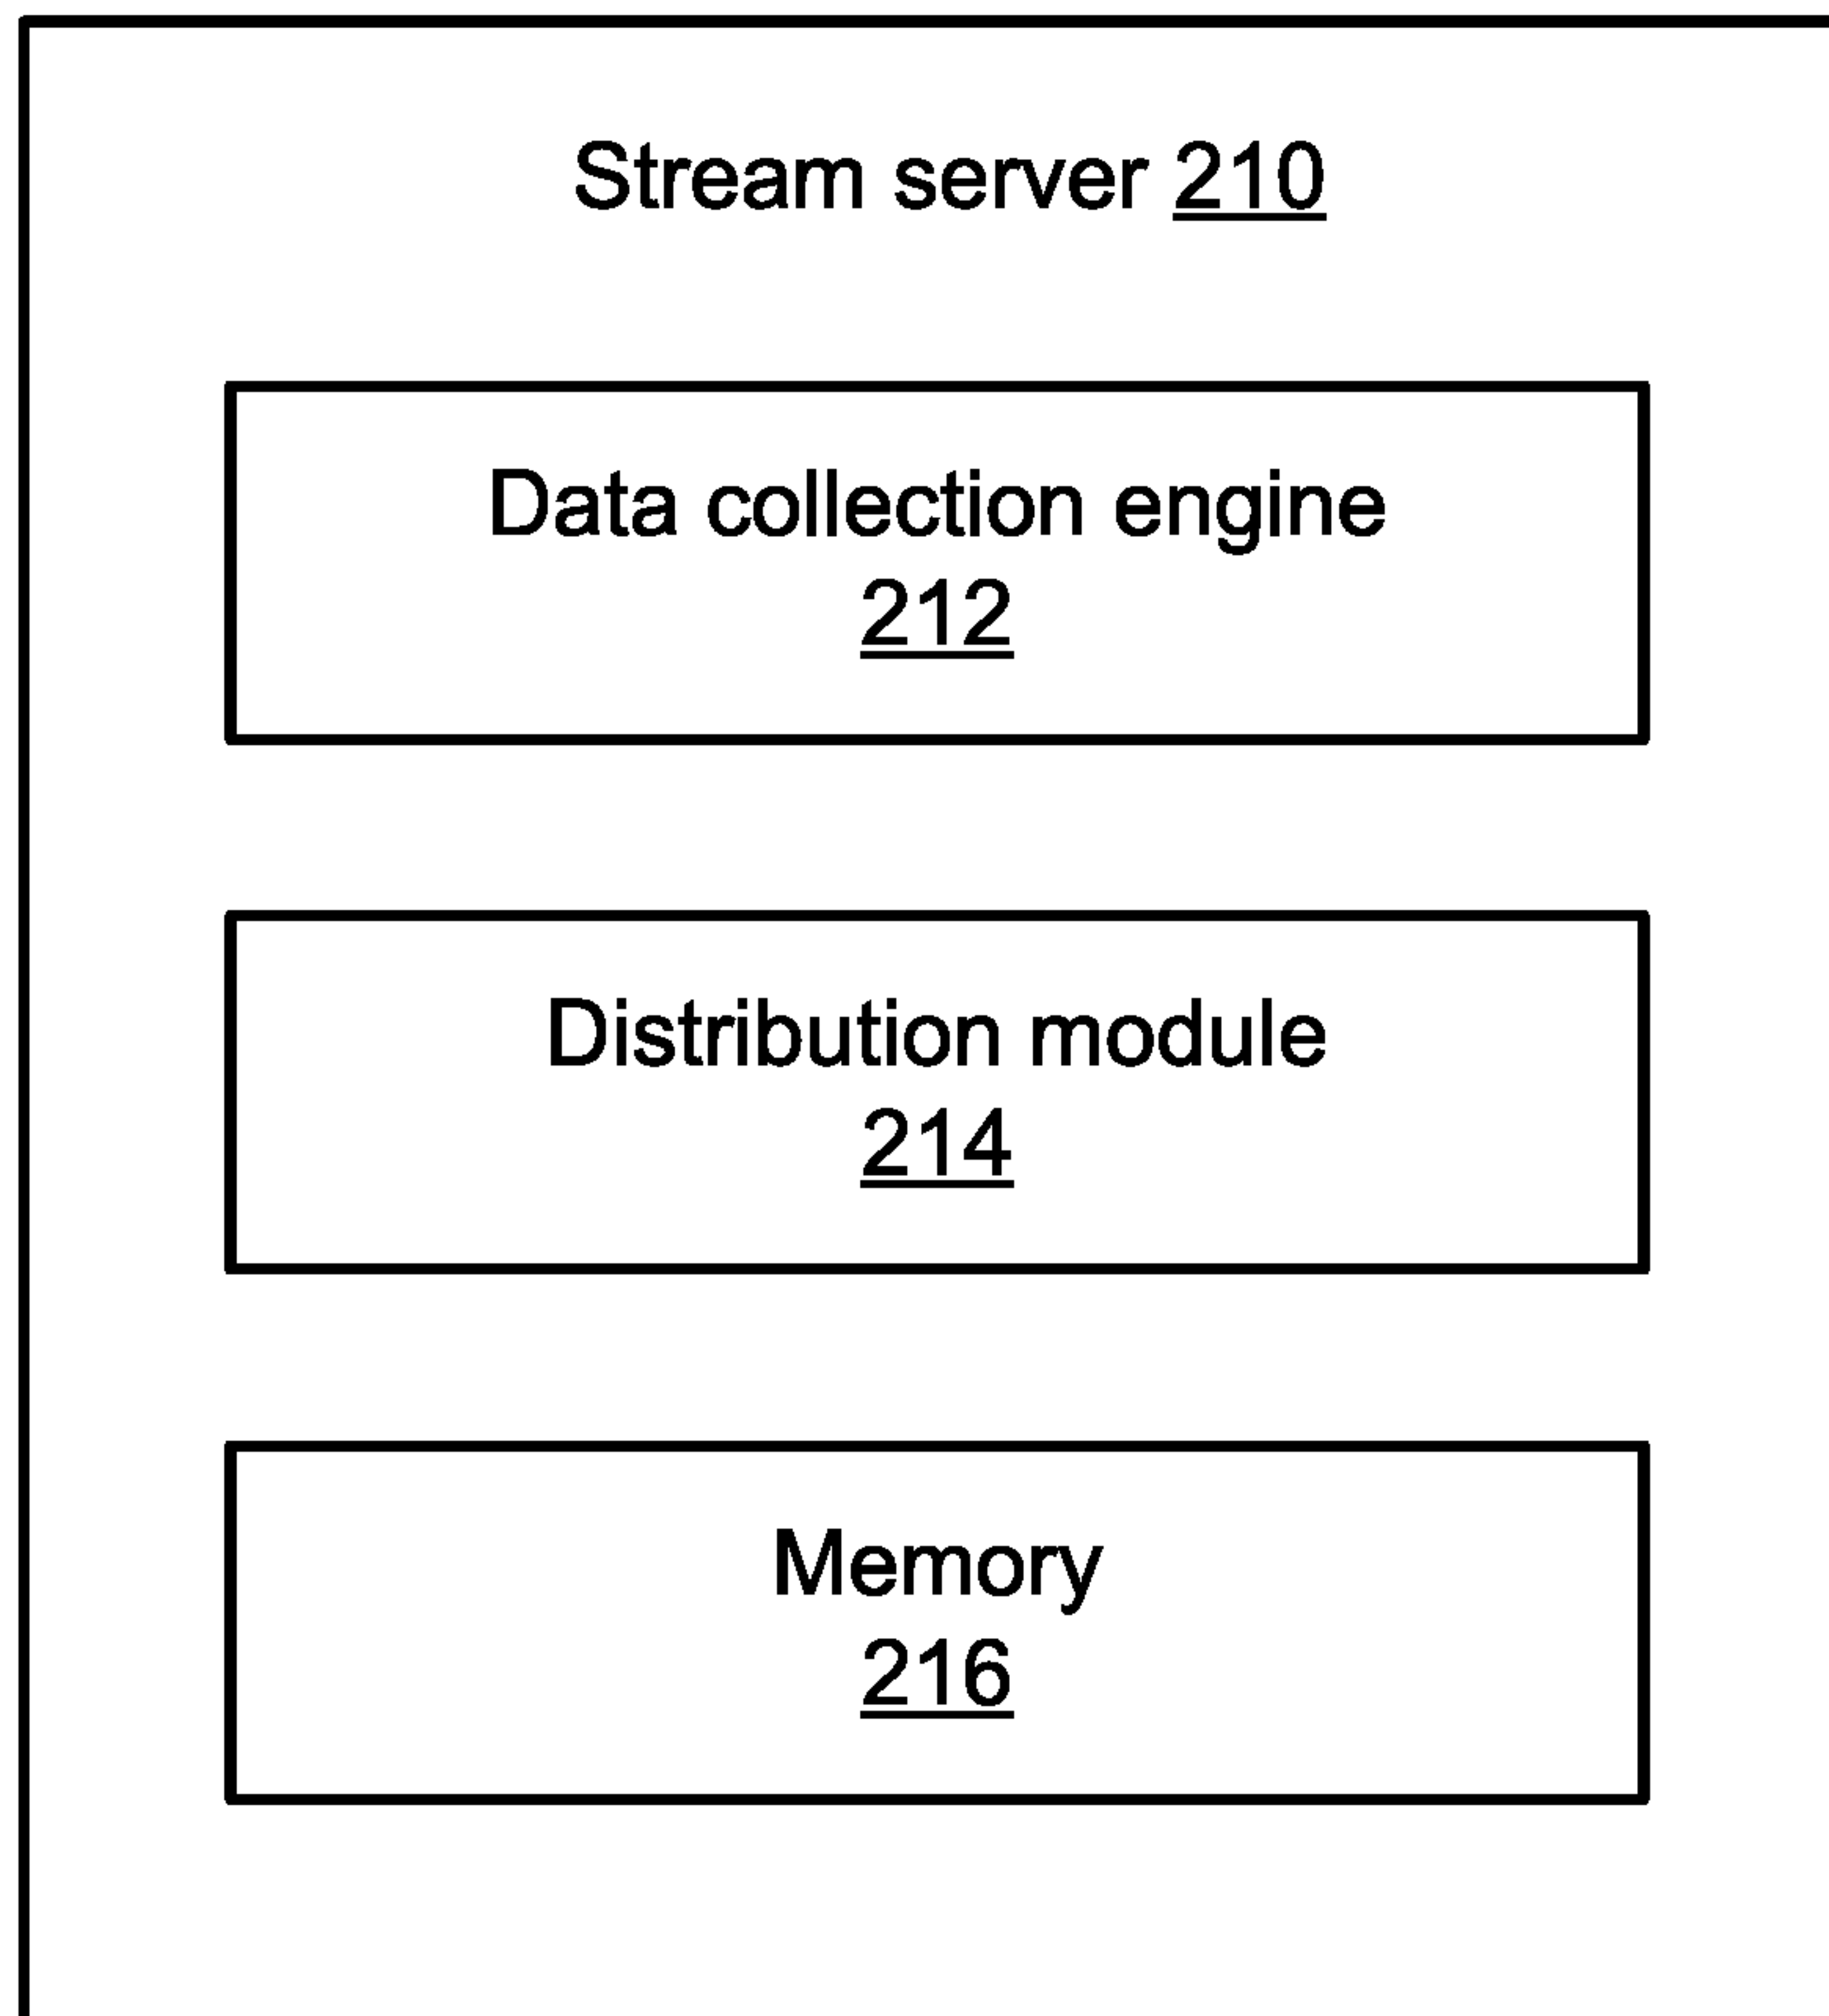 Stream server 210
Data collection engine
212
Distribution module
214
Memory
216